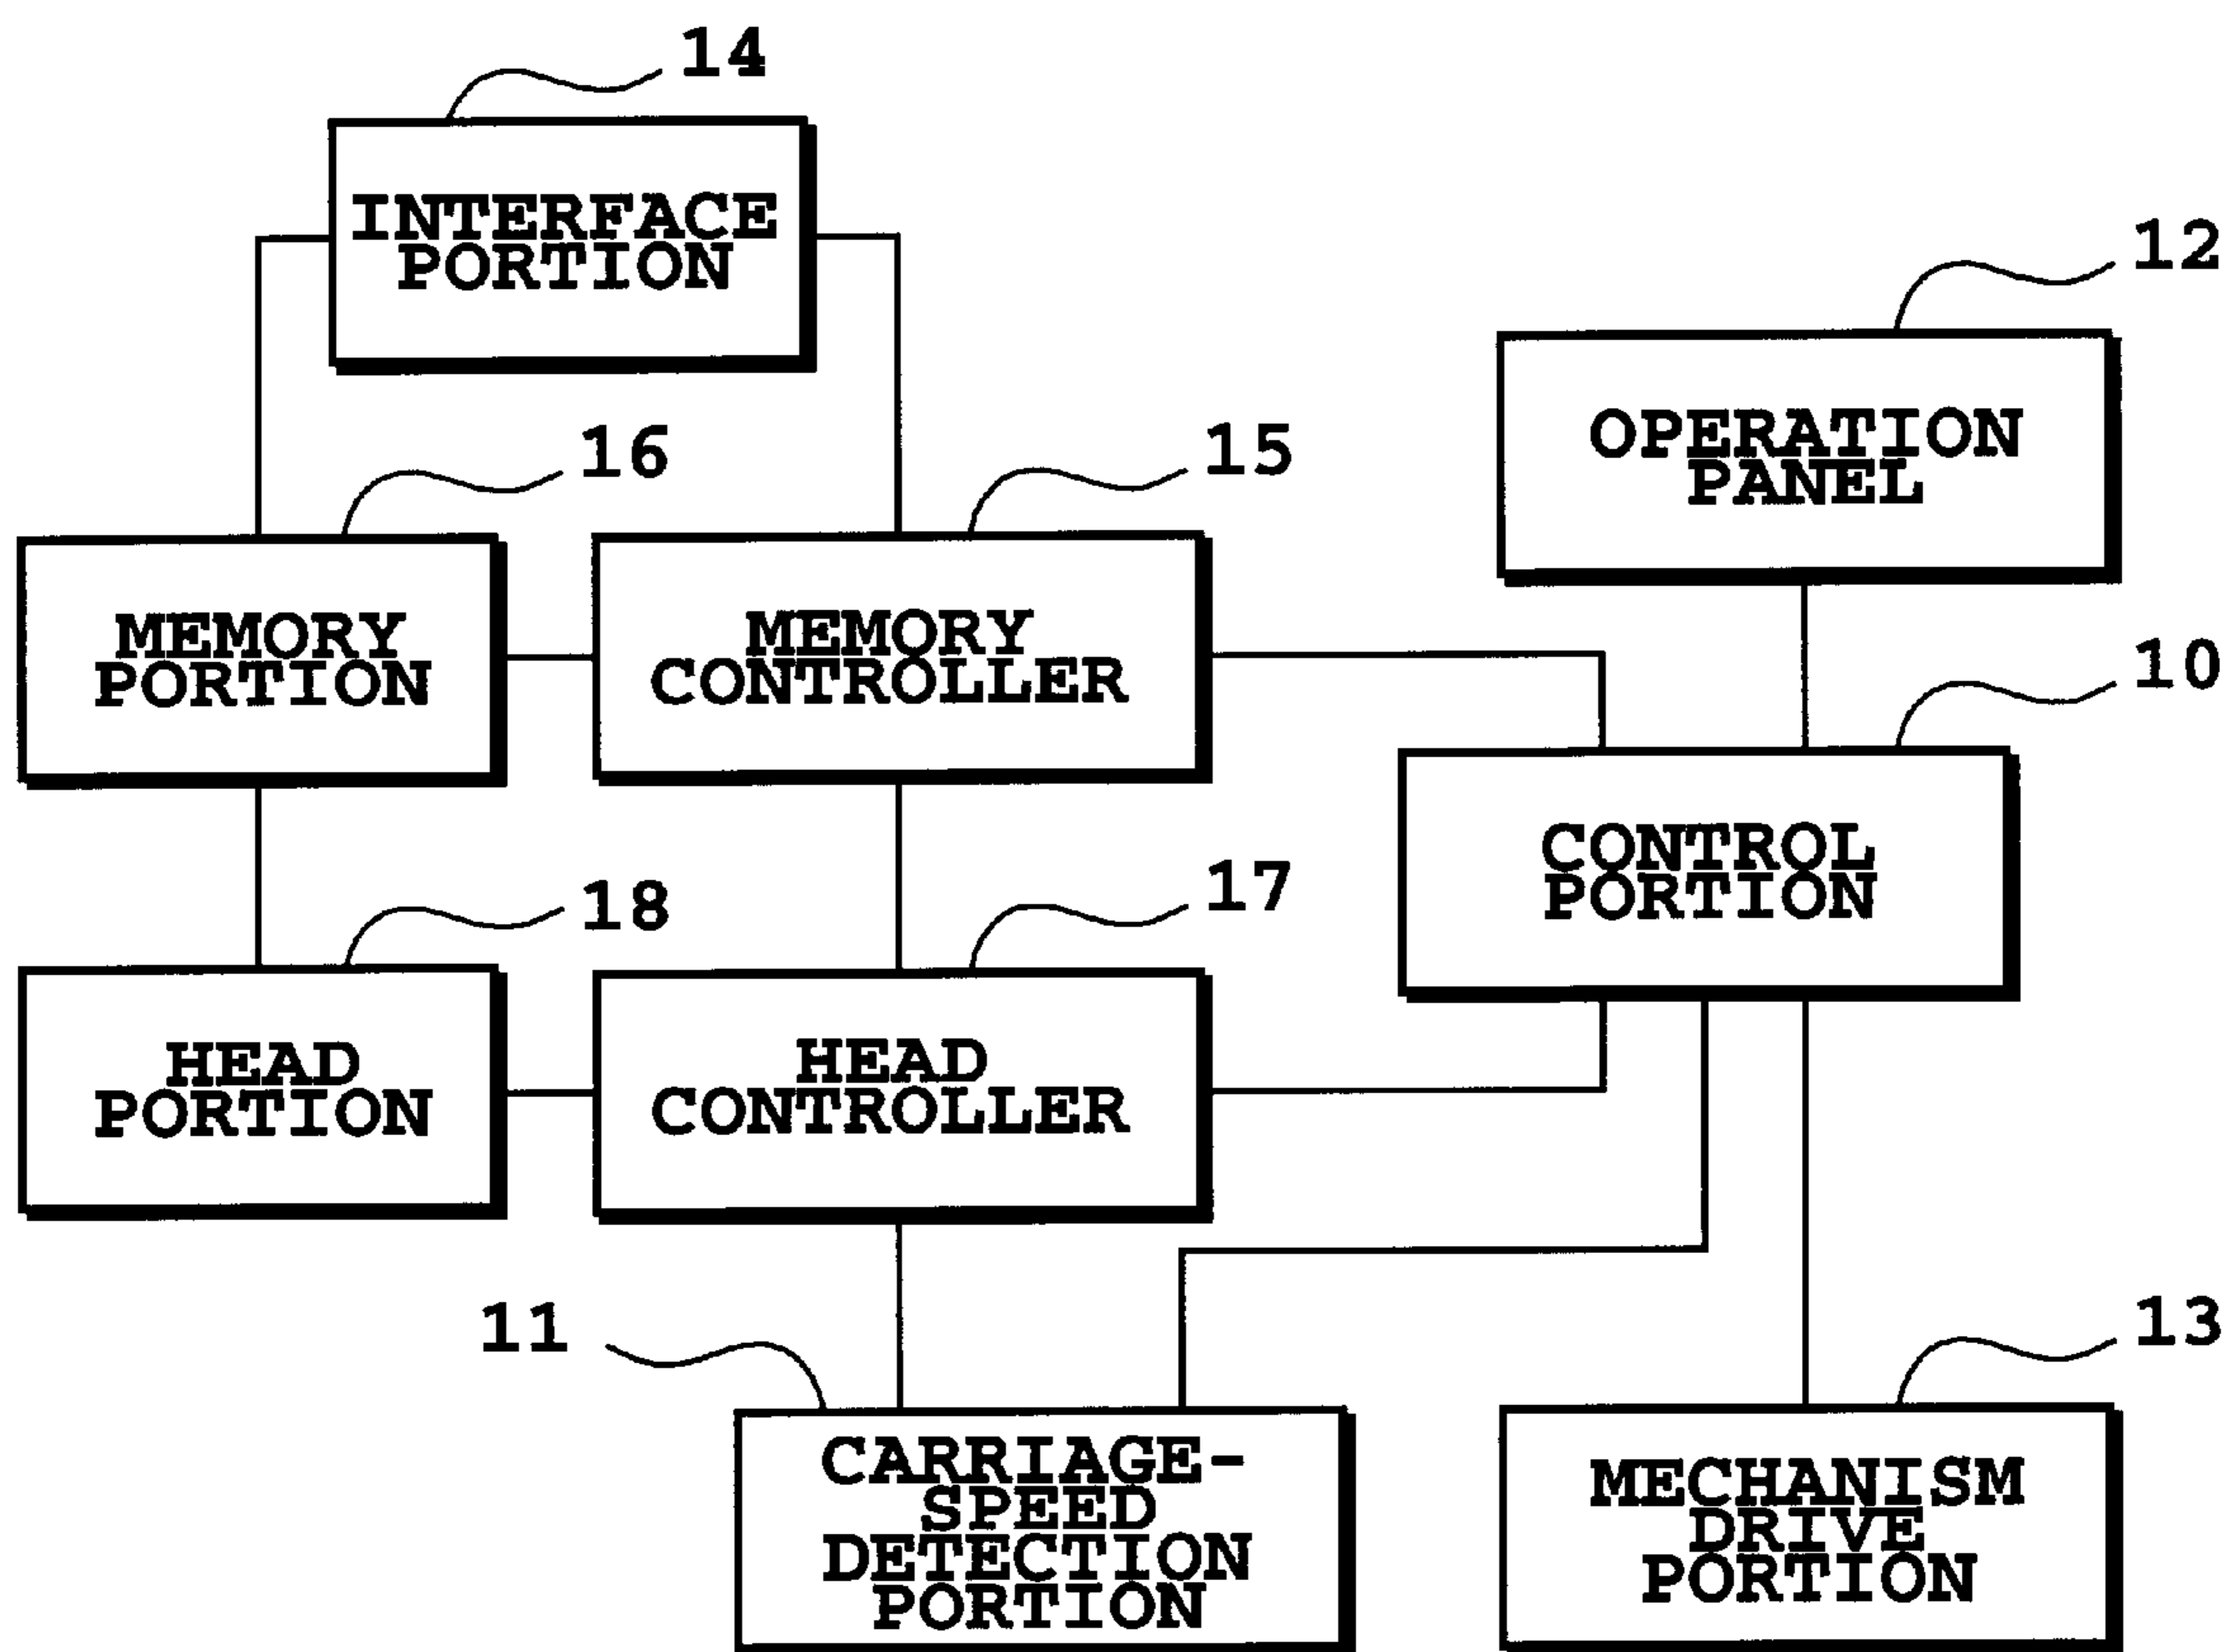 14
INTERFACE
PORTION
12
OPERATION
PANEL
16
MEMORY
PORTION
15
MEMORY
CONTROLLER
10
CONTROL
PORTION
18
HEAD
PORTION
17
HEAD
CONTROLLER
11
CARRIAGE-
SPEED
DETECTION
PORTION
13
MECHANISM
DRIVE
PORTION